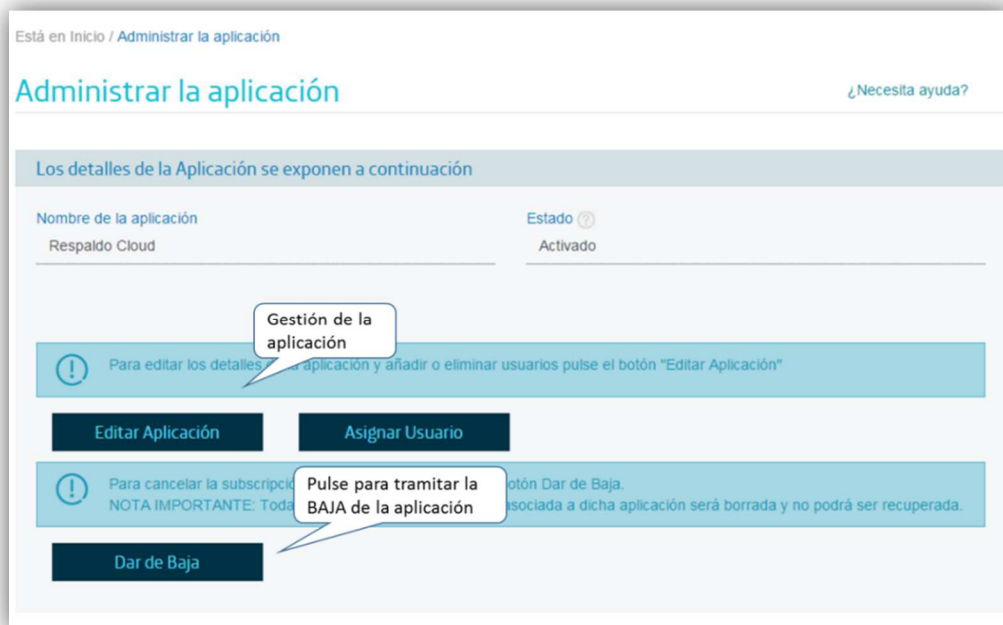 Está en Inicio / Administrar la aplicación
Administrar la aplicación
¿Necesita ayuda?
Los detalles de la Aplicación se exponen a continuación
Nombre de la aplicación
Estado
Respaldo Cloud
Activado
Gestión de la
aplicación
Para editar los detalles aplicación y añadir o eliminar usuarios pulse el botón "Editar Aplicación"
Editar Aplicación
Asignar Usuario
Para cancelar la Dar de Baja.
Pulse para tramitar la
BAJA de la aplicación
NOTA IMPORTANTE: asociada a dicha aplicación será borrada y no podrá ser recuperada.
Dar de Baja